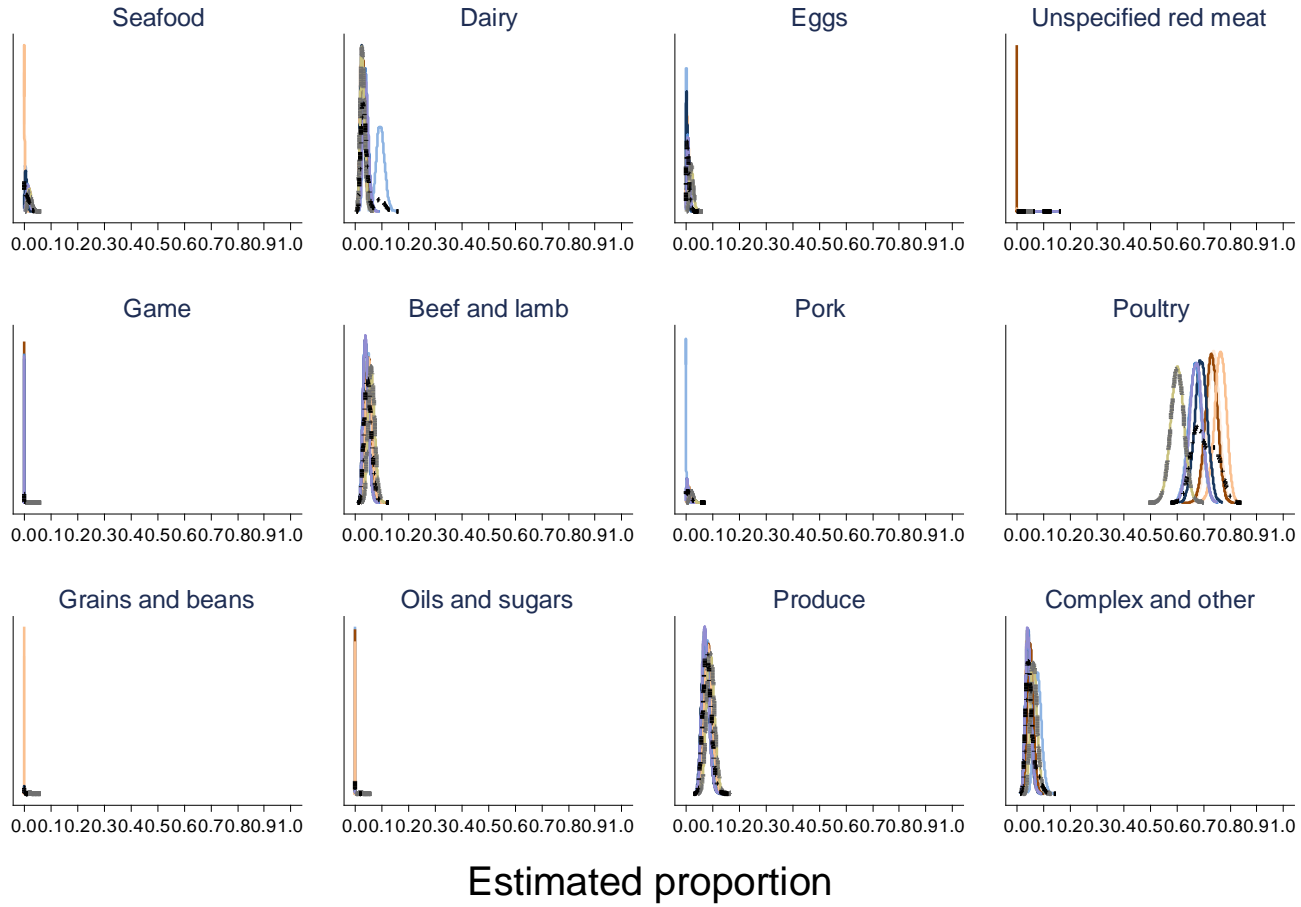 Seafood Dairy Eggs Unspecified red meat
0.00.10.20.30.40.50.60.70.80.91.0 0.00.10.20.30.40.50.60.70.80.91.0 0.00.10.20.30.40.50.60.70.80.91.0 0.00.10.20.30.40.50.60.70.80.91.0
Game Beef and lamb Pork Poultry
0.00.10.20.30.40.50.60.70.80.91.0 0.00.10.20.30.40.50.60.70.80.91.0 0.00.10.20.30.40.50.60.70.80.91.0 0.00.10.20.30.40.50.60.70.80.91.0
Grains and beans Oils and sugars Produce Complex and other
0.00.10.20.30.40.50.60.70.80.91.0 0.00.10.20.30.40.50.60.70.80.91.0 0.00.10.20.30.40.50.60.70.80.91.0 0.00.10.20.30.40.50.60.70.80.91.0
Estimated proportion